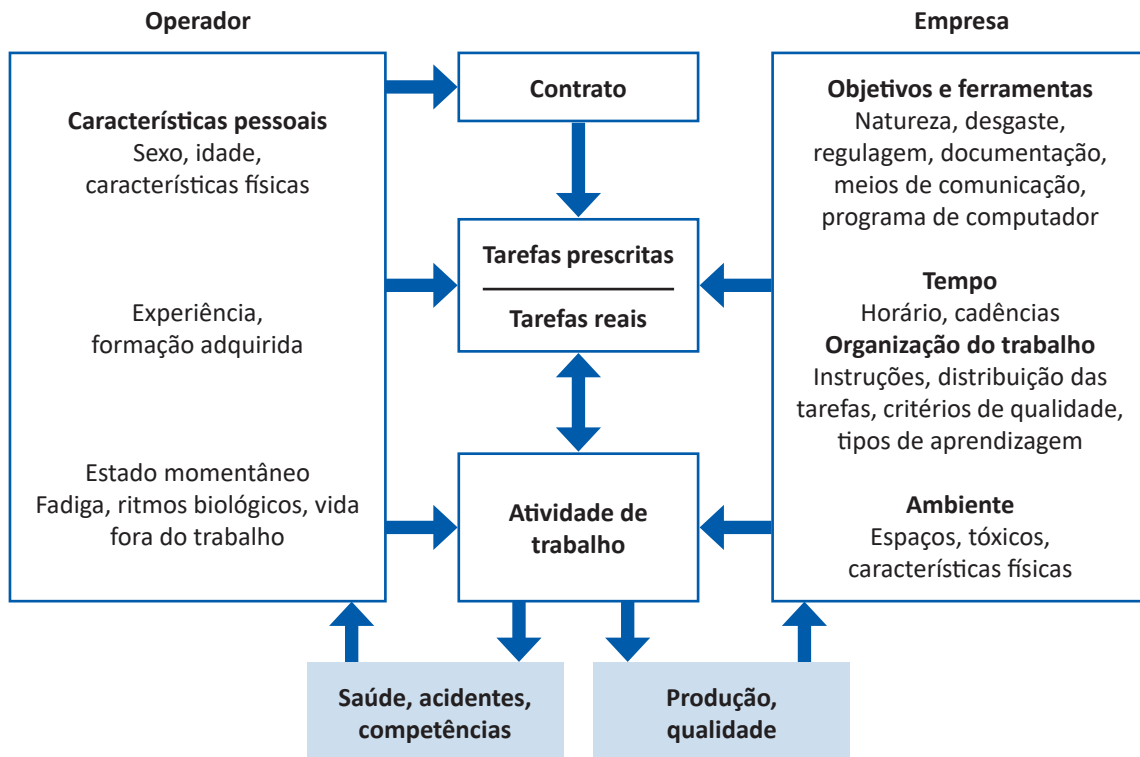 Operador
Características pessoais
Sexo, idade,
características físicas
Experiência,
formação adquirida
Estado momentâneo
Fadiga, ritmos biológicos, vida
fora do trabalho
Contrato
Tarefas prescritas
Tarefas reais
Atividade de
trabalho
Empresa
Objetivos e ferramentas
Natureza, desgaste,
regulagem, documentação,
meios de comunicação,
programa de computador
Tempo
Horário, cadências
Organização do trabalho
Instruções, distribuição das
tarefas, critérios de qualidade,
tipos de aprendizagem
Ambiente
Espaços, tóxicos,
características físicas
Saúde, acidentes,
competências
Produção,
qualidade